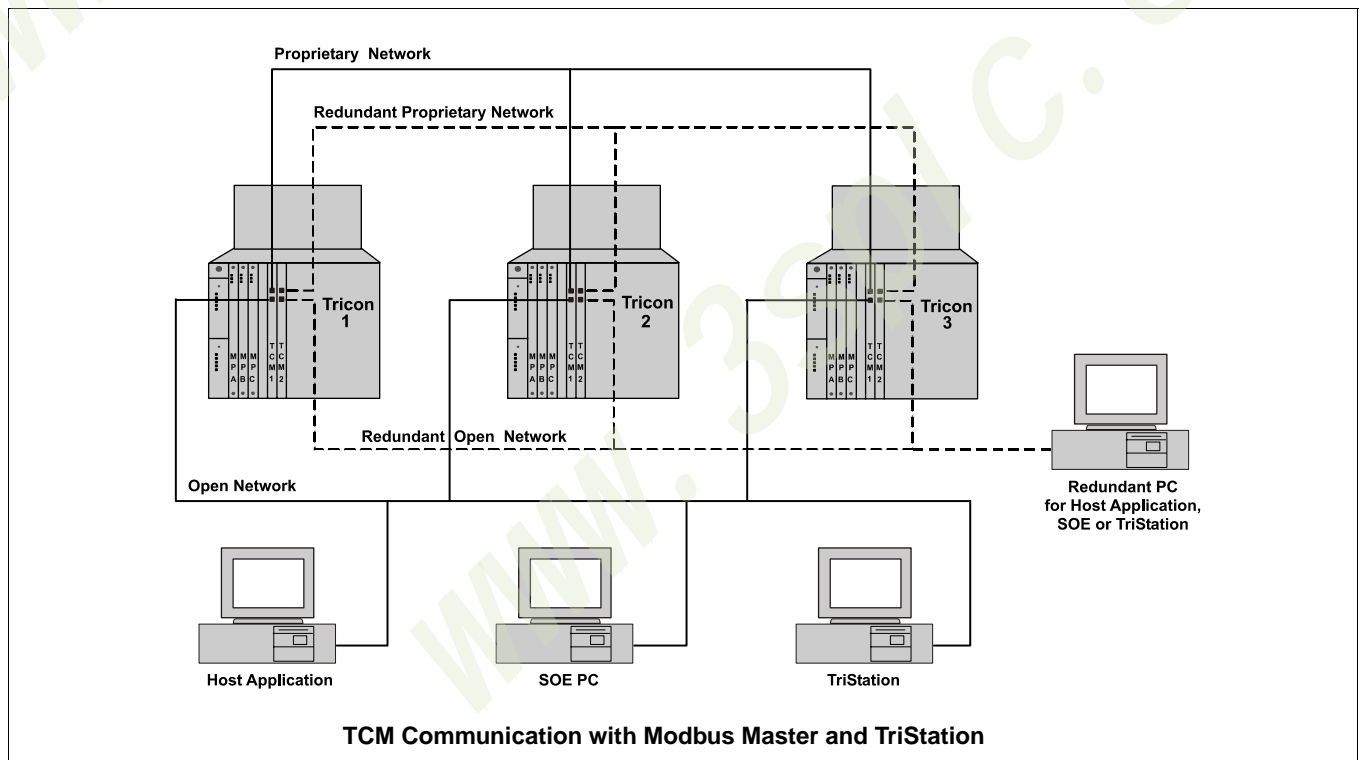 Proprietary Network
Redundant Proprietary Network
Tricon
1
MPA
MPB
MPC
TCM1
TCM2
Tricon
2
MPA
MPB
MPC
TCM1
TCM2
Tricon
3
MPA
MPB
MPC
TCM1
TCM2
Redundant Open Network
Open Network
Redundant PC
for Host Application,
SOE or TriStation
Host Application
SOE PC
TriStation
TCM Communication with Modbus Master and TriStation
www. 3spl c. c